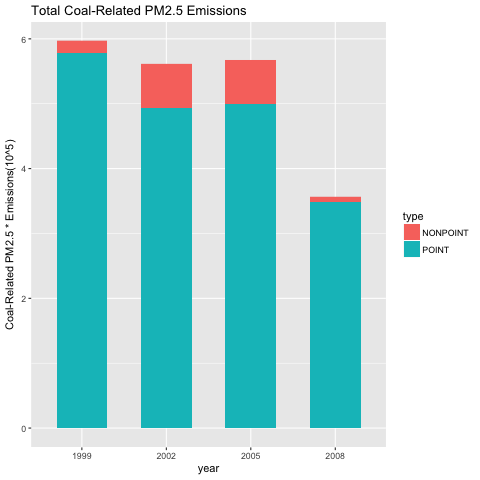 Total Coal-Related PM2.5 Emissions
Coal-Related PM2.5 * Emissions(10^5)
6
4
2
0
1999 2002 2005 2008
year
type
NONPOINT
POINT